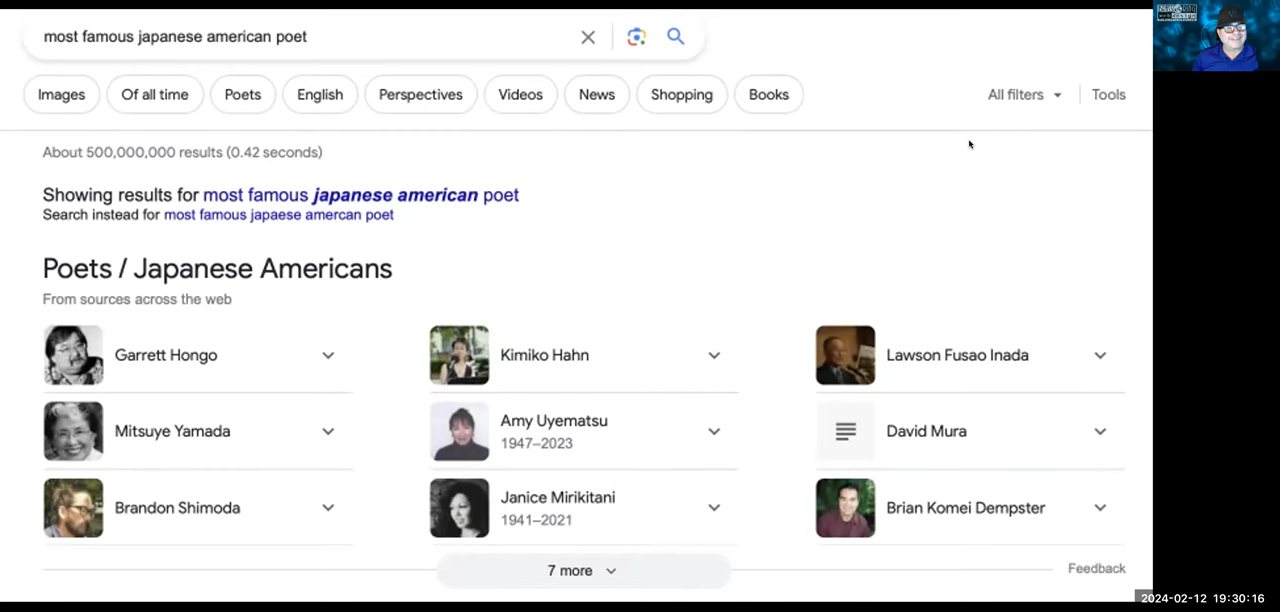 most famous japanese american poet
Images
Of all time
Poets
English
Perspectives
Videos
News
Shopping
Books
All filters
Tools
About 500,000,000 results (0.42 seconds)
Showing results for most famous japanese american poet
Search instead for most famous japaese amercan poet
Poets / Japanese Americans
From sources across the web
Garrett Hongo
Kimiko Hahn
Lawson Fusao Inada
Mitsuye Yamada
Amy Uyematsu
1947–2023
David Mura
Brandon Shimoda
Janice Mirikitani
1941–2021
Brian Komei Dempster
7 more
Feedback
2024-02-12 19:30:16